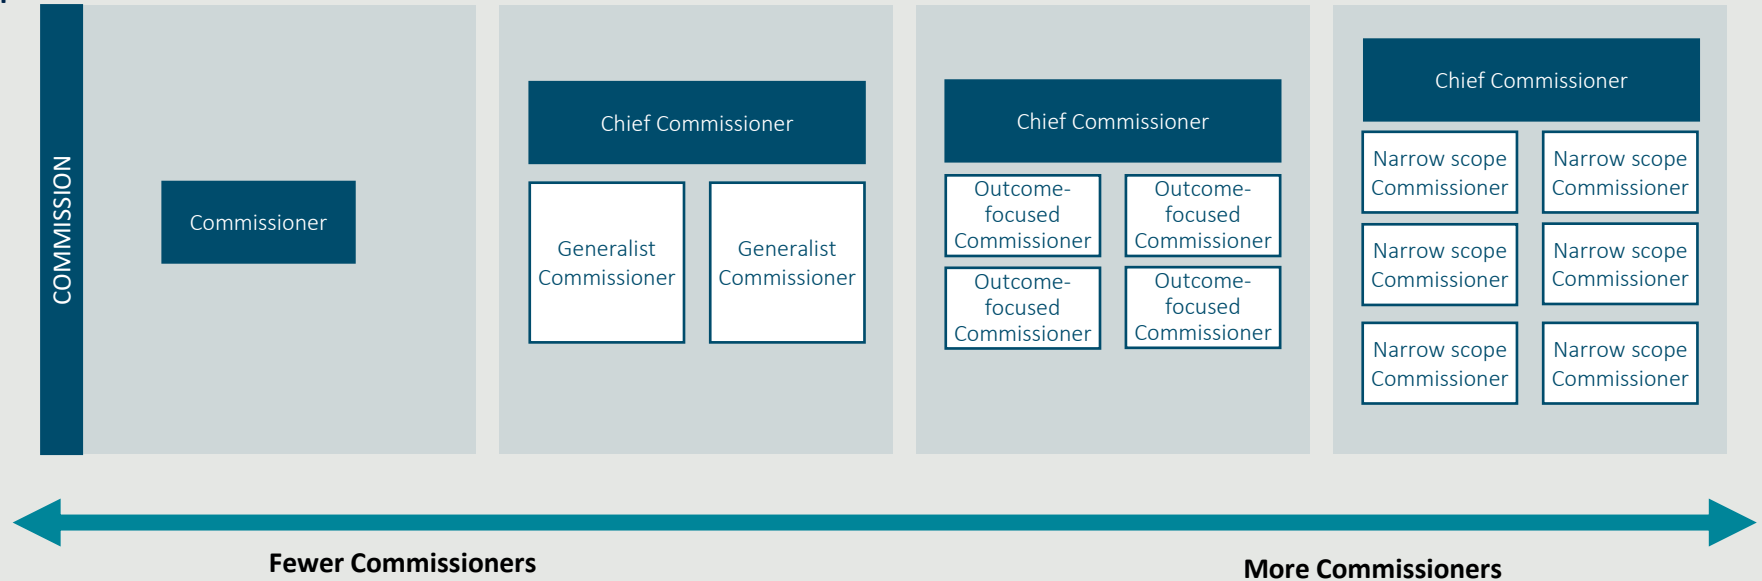 COMMISSION
Commissioner
Chief Commissioner
Generalist
Commissioner
Generalist
Commissioner
Chief Commissioner
Outcome-
focused
Commissioner
Outcome-
focused
Commissioner
Outcome-
focused
Commissioner
Outcome-
focused
Commissioner
Chief Commissioner
Narrow scope
Commissioner
Narrow scope
Commissioner
Narrow scope
Commissioner
Narrow scope
Commissioner
Narrow scope
Commissioner
Narrow scope
Commissioner
Fewer Commissioners
More Commissioners